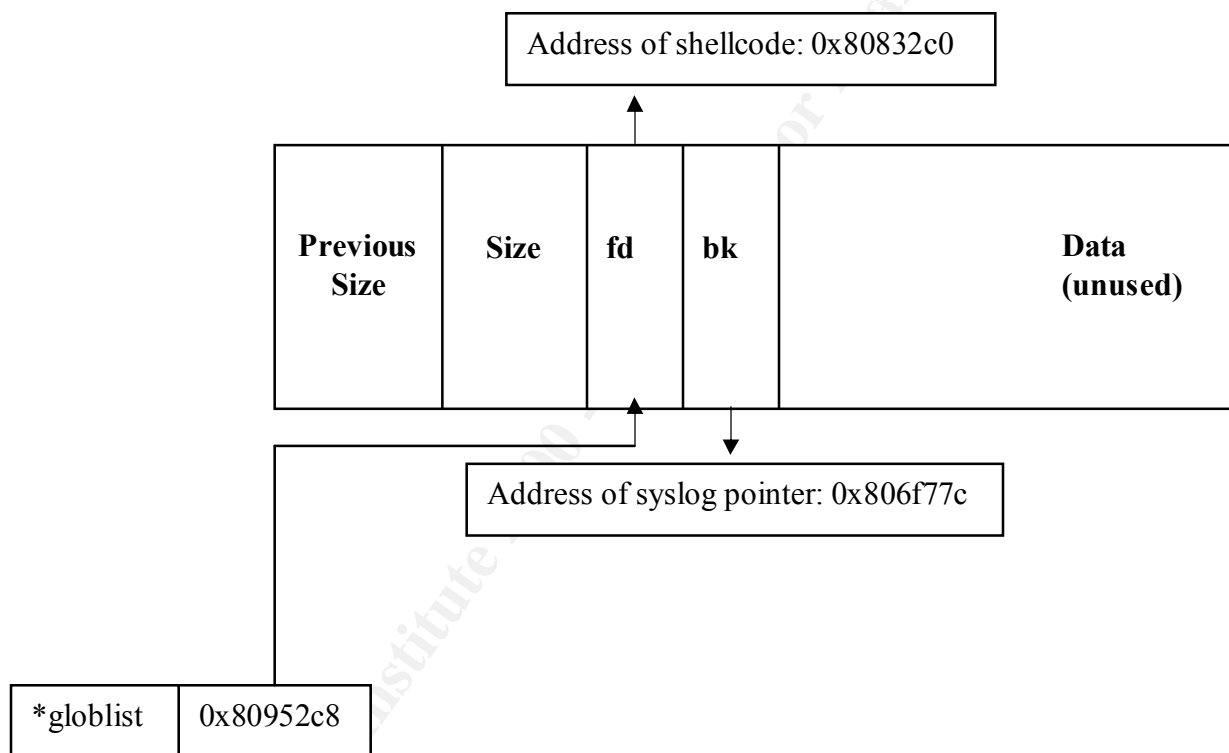 Address of shellcode: 0x80832c0
Previous
Size
Size
fd
bk
Data
(unused)
Address of syslog pointer: 0x806f77c
*globlist
0x80952c8